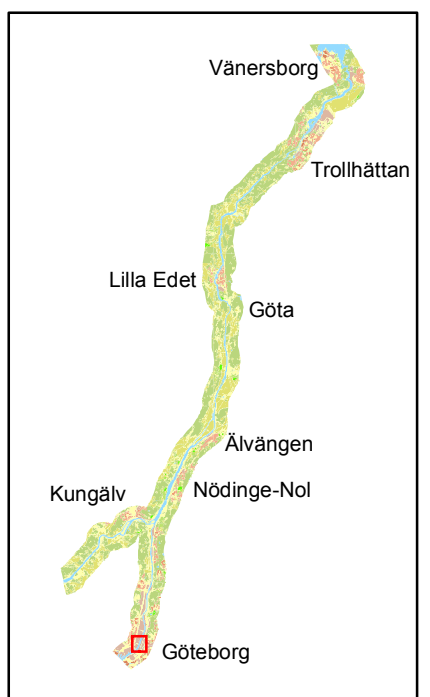 Vänersborg
Trollhättan
Lilla Edet
Göta
Älvängen
Kungälv
Nödinge-Nol
Göteborg